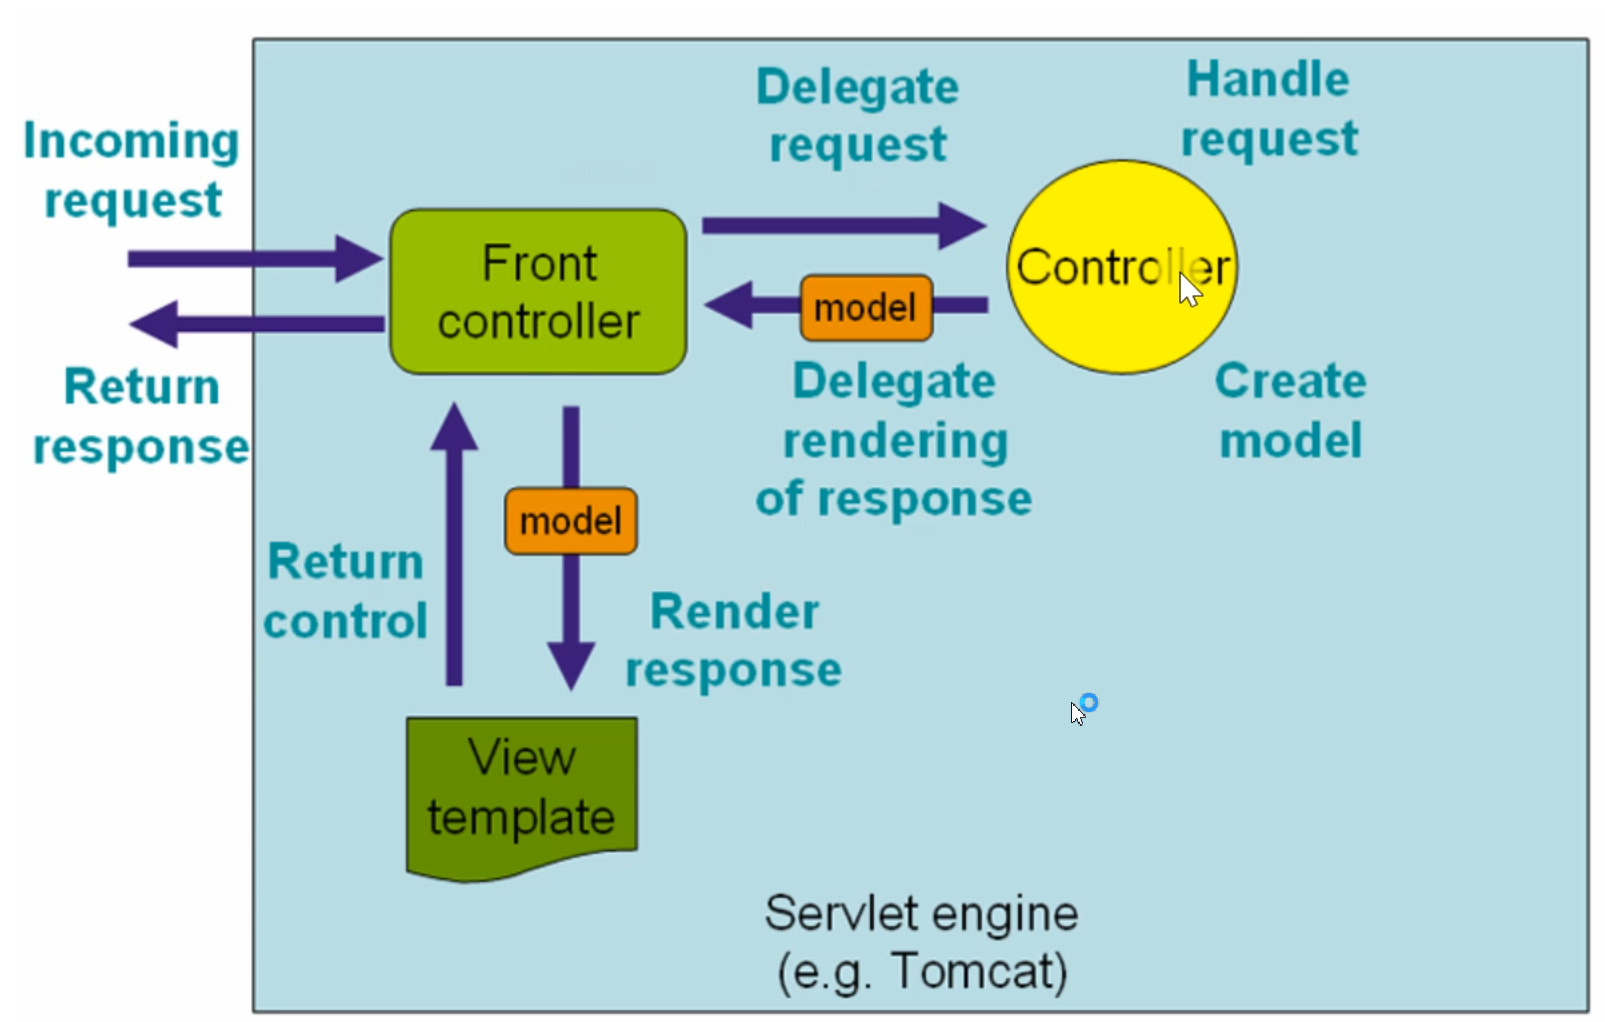 Incoming
request
Return
response
Front
controller
Delegate
request
Handle
request
Controller
model
Delegate
rendering
of response
Create
model
Return
control
model
Render
response
View
template
Servlet engine
(e.g. Tomcat)